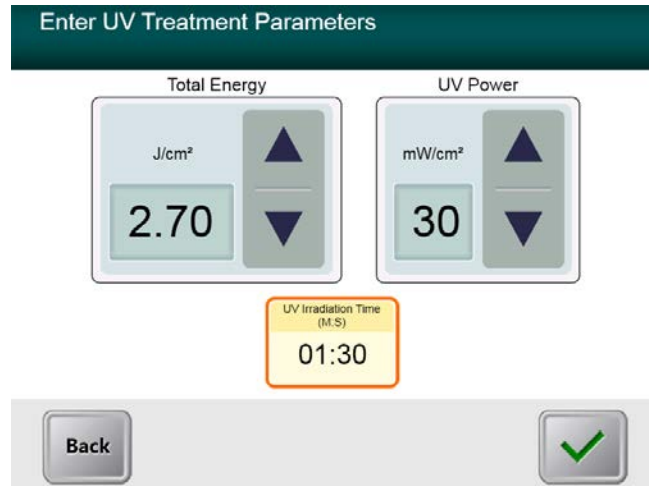 Enter UV Treatment Parameters
Total Energy
UV Power
J/cm²
mW/cm²
2.70
30
UV Irradiation Time
(M:S)
01:30
Back